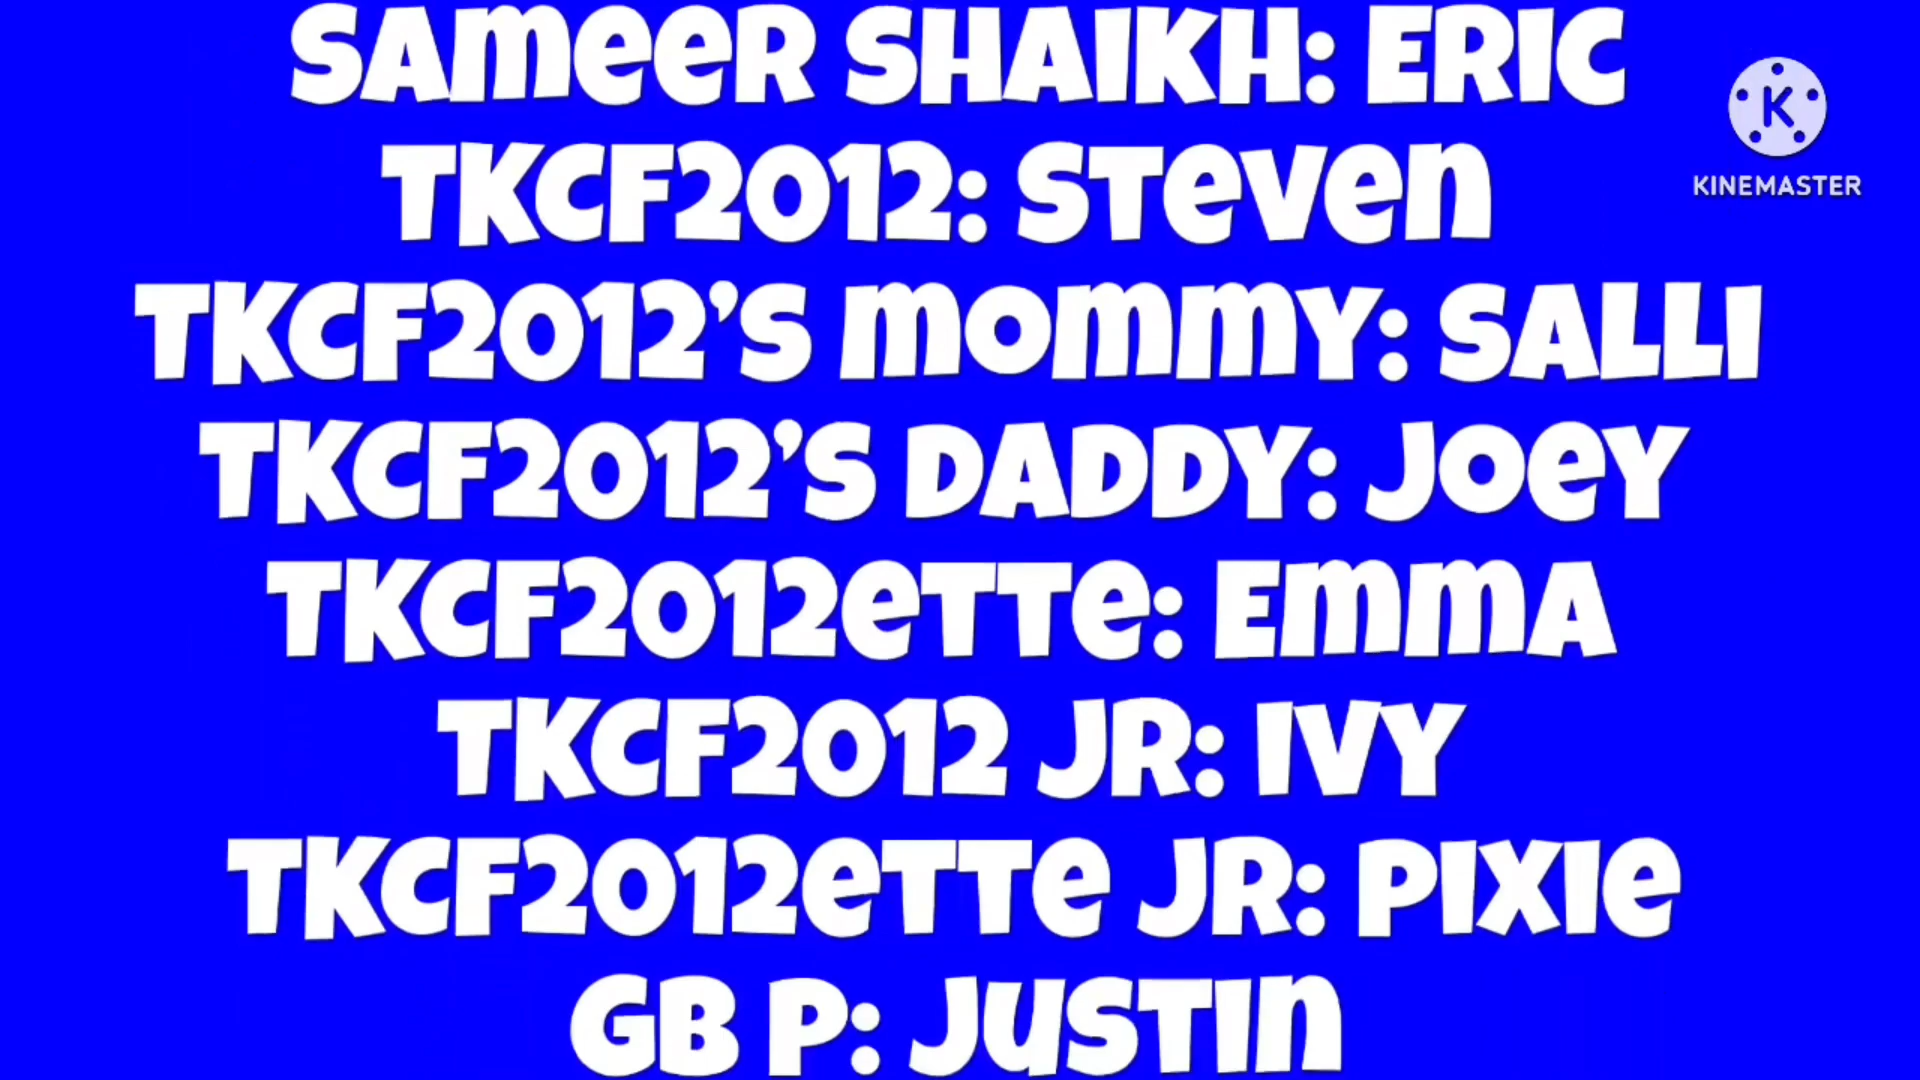 SAMEER SHAIKH: ERIC
TKCF2012: STEVEN
TKCF2012'S MOMMY: SALLI
TKCF2012'S DADDY: JOEY
TKCF2012ETTE: EMMA
TKCF2012 JR: IVY
TKCF2012ETTE JR: PIXIE
GB P: JUSTIN
K
KINEMASTER